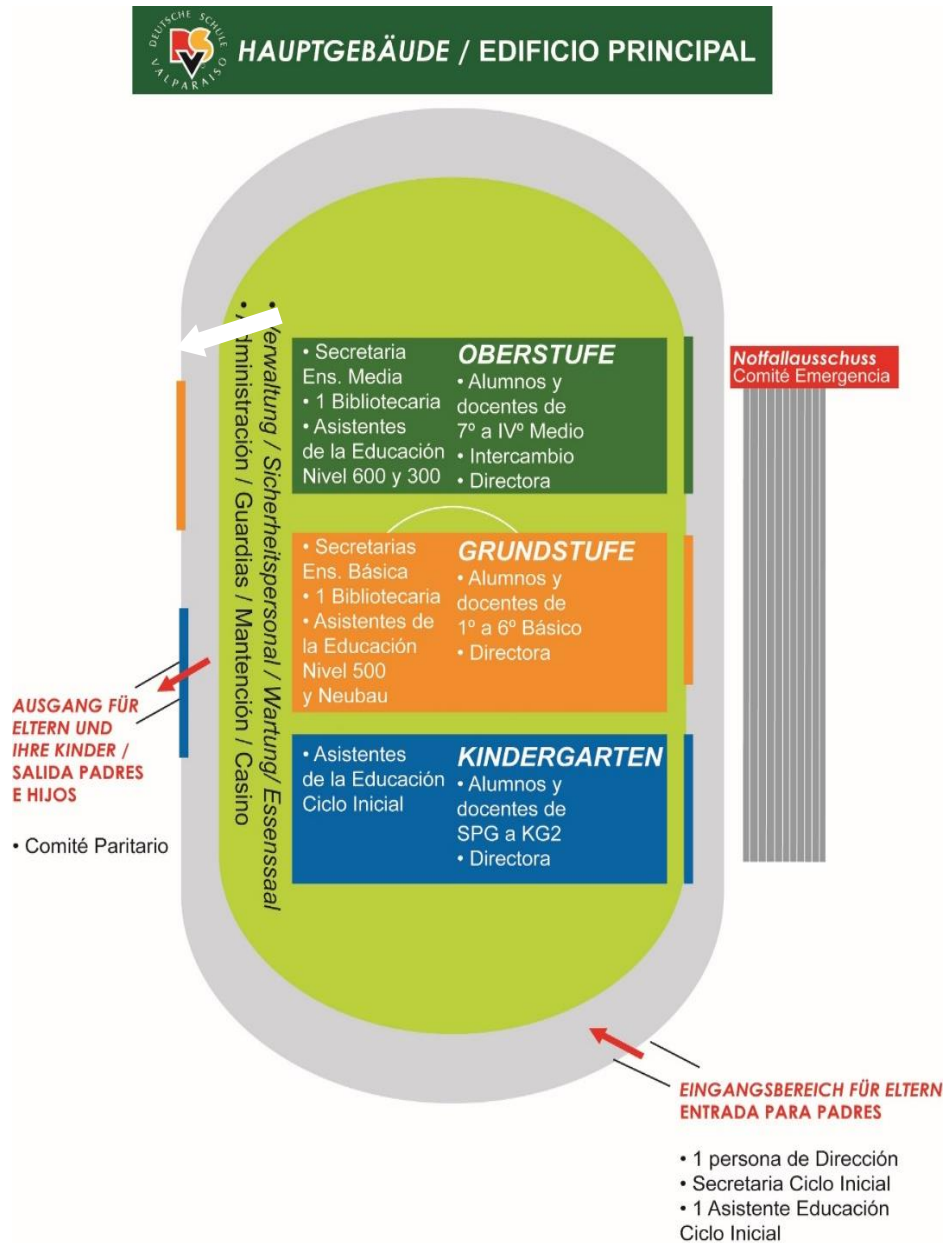 DEUTSCHE SCHULE
VALPARAISO
DS
V
HAUPTGEBÄUDE / EDIFICIO PRINCIPAL
• Verwaltung / Sicherheitspersonal / Wartung/ Essenssaal
• Administración / Guardias / Mantención / Casino
• Secretaria
Ens. Media
• 1 Bibliotecaria
• Asistentes
de la Educación
Nivel 600 y 300
OBERSTUFE
• Alumnos y
docentes de
7º a IVº Medio
• Intercambio
• Directora
Notfallausschuss
Comité Emergencia
• Secretarias
Ens. Básica
• 1 Bibliotecaria
• Asistentes de
la Educación
Nivel 500
y Neubau
GRUNDSTUFE
• Alumnos y
docentes de
1º a 6º Básico
• Directora
AUSGANG FÜR
ELTERN UND
IHRE KINDER /
SALIDA PADRES
E HIJOS
• Comité Paritario
• Asistentes
de la Educación
Ciclo Inicial
KINDERGARTEN
• Alumnos y
docentes de
SPG a KG2
• Directora
EINGANGSBEREICH FÜR ELTERN
ENTRADA PARA PADRES
• 1 persona de Dirección
• Secretaria Ciclo Inicial
• 1 Asistente Educación
Ciclo Inicial